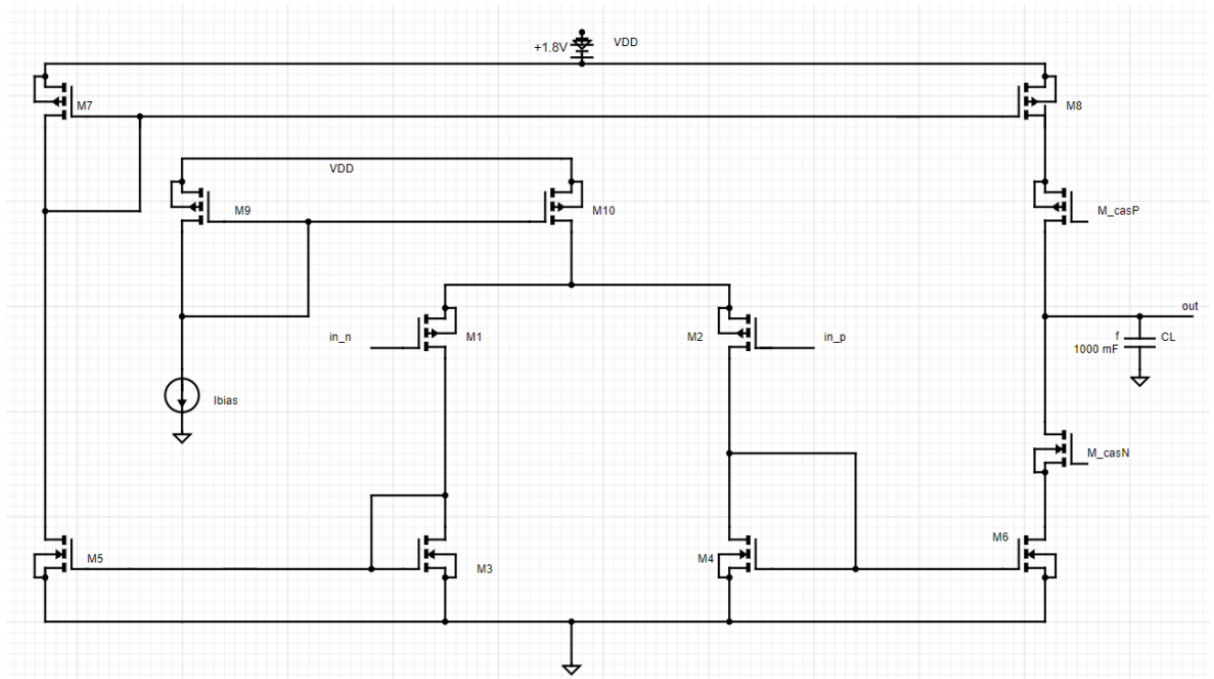 VDD
+1.8V
M7
M8
VDD
M9
M10
M_casP
out
in_n
M1
M2
in_p
f
CL
1000 mF
Ibias
M_casN
M5
M3
M4
M6